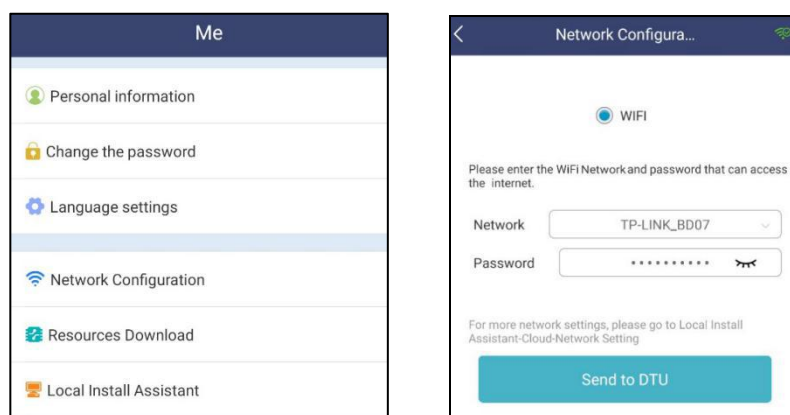 Me
Personal information
Change the password
Language settings
Network Configuration
Resources Download
Local Install Assistant
Network Configura...
WIFI
Please enter the WiFi Network and password that can access
the internet.
Network TP-LINK_BD07
Password ••••••••••
For more network settings, please go to Local Install
Assistant-Cloud-Network Setting
Send to DTU